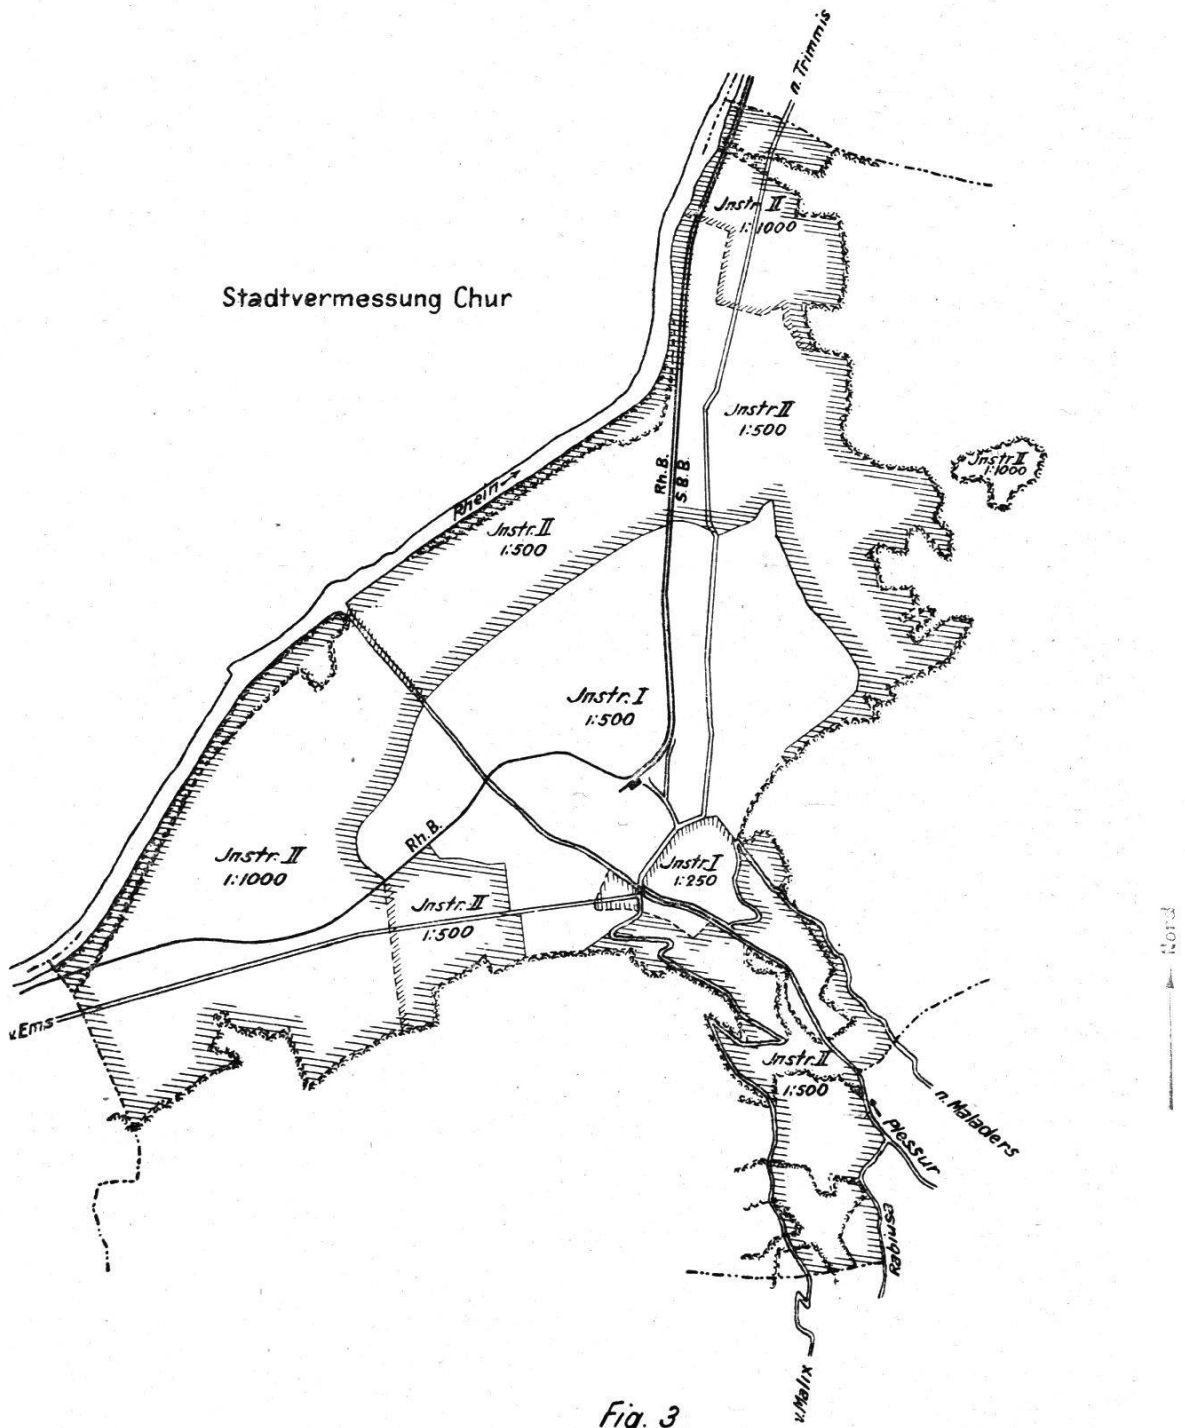 n. Trimmis
Jnstr. II
1:1000
Stadtvermessung Chur
Jnstr. II
1:500
Rh.B.
S.B.B.
Jnstr. II
1:1000
Rhein →
Jnstr. II
1:500
Jnstr. I
1:500
Rh.B.
Jnstr. II
1:1000
Jnstr. I
1:250
Jnstr. II
1:500
Nord
v. Ems
Jnstr. II
1:500
n. Maladers
Plessur
Rabiusa
v. Malix
Fig. 3